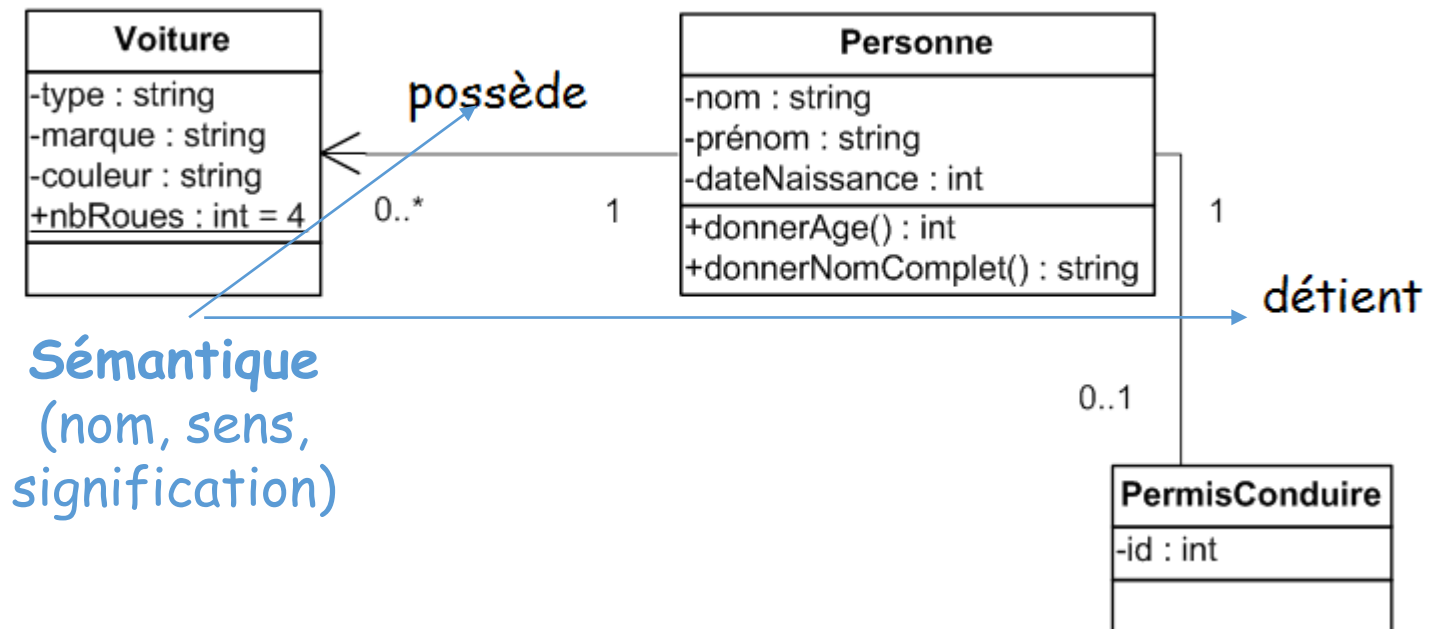 Voiture
-type : string
-marque : string
-couleur : string
+nbRoues : int = 4
possède
0..*
1
Personne
-nom : string
-prénom : string
-dateNaissance : int
+donnerAge() : int
+donnerNomComplet() : string
1
détient
0..1
Sémantique
(nom, sens,
signification)
PermisConduire
-id : int